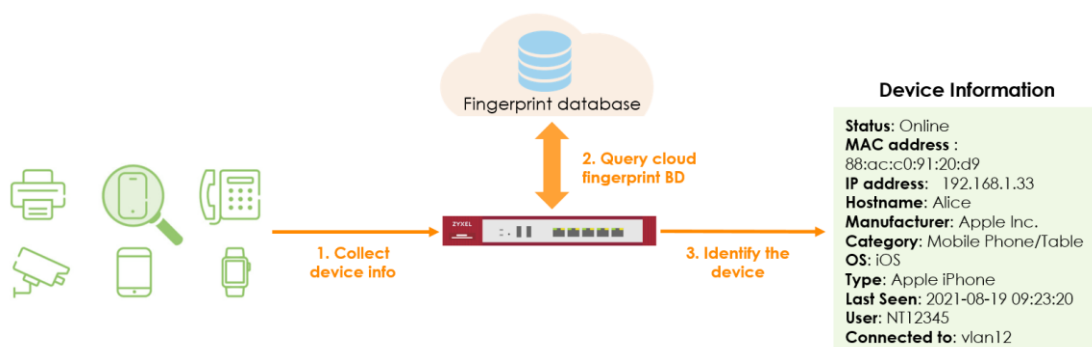 Fingerprint database
2. Query cloud
fingerprint BD
ZYXEL
1. Collect
device info
3. Identify the
device
Device Information
Status: Online
MAC address :
88:ac:c0:91:20:d9
IP address: 192.168.1.33
Hostname: Alice
Manufacturer: Apple Inc.
Category: Mobile Phone/Table
OS: iOS
Type: Apple iPhone
Last Seen: 2021-08-19 09:23:20
User: NT12345
Connected to: vlan12